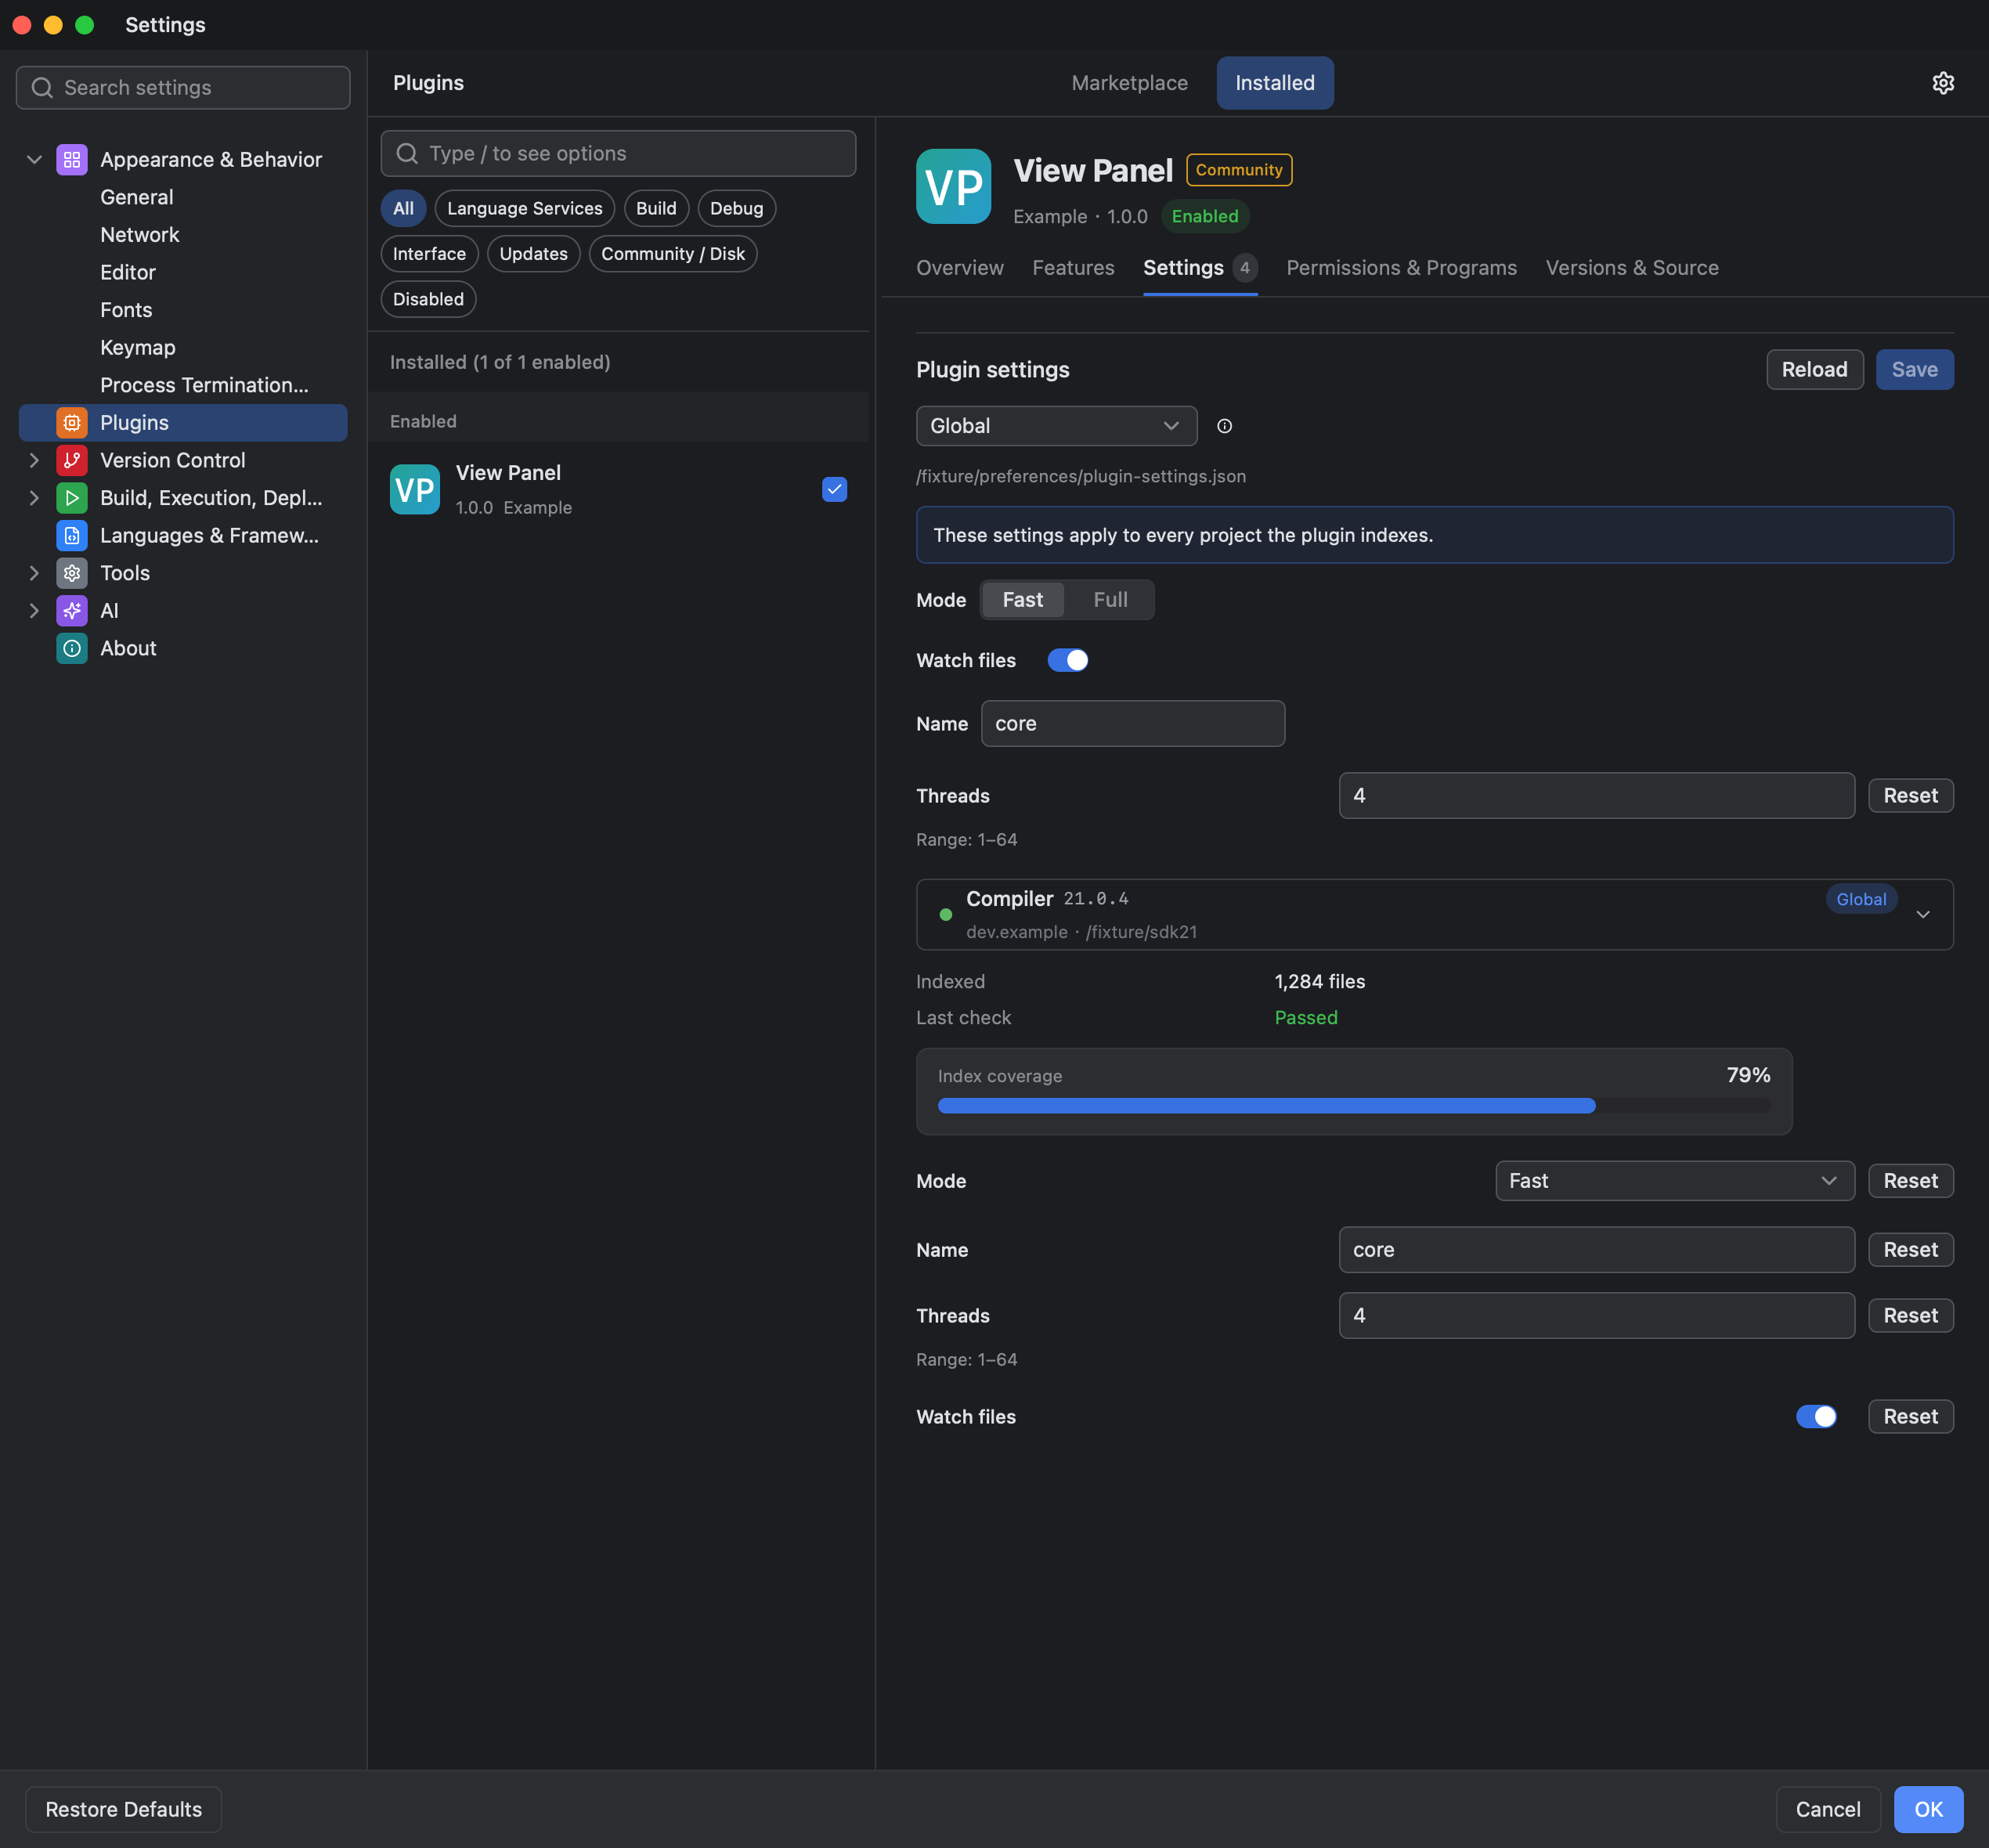 Settings
Search settings
Appearance & Behavior
General
Network
Editor
Fonts
Keymap
Process Termination...
Plugins
Version Control
Build, Execution, Depl...
Languages & Framew...
Tools
AI
About
Plugins
Marketplace
Installed
Type / to see options
All
Language Services
Build
Debug
Interface
Updates
Community / Disk
Disabled
Installed (1 of 1 enabled)
Enabled
VP
View Panel
1.0.0 Example
VP
View Panel
Community
Example · 1.0.0
Enabled
Overview
Features
Settings 4
Permissions & Programs
Versions & Source
Plugin settings
Reload
Save
Global
/fixture/preferences/plugin-settings.json
These settings apply to every project the plugin indexes.
Mode
Fast
Full
Watch files
Name
core
Threads
4
Reset
Range: 1–64
Compiler 21.0.4
Global
dev.example · /fixture/sdk21
Indexed
1,284 files
Last check
Passed
Index coverage
79%
Mode
Fast
Reset
Name
core
Reset
Threads
4
Reset
Range: 1–64
Watch files
Reset
Restore Defaults
Cancel
OK